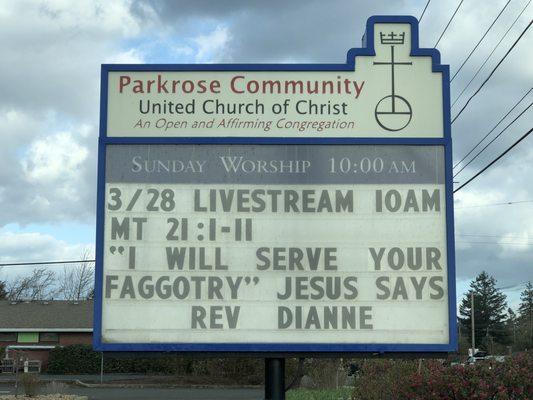 Parkrose Community
United Church of Christ
An Open and Affirming Congregation
SUNDAY WORSHIP 10:00 AM
3/28 LIVESTREAM 10AM
MT 21:1-11
"I WILL SERVE YOUR
FAGGOTRY" JESUS SAYS
REV DIANNE